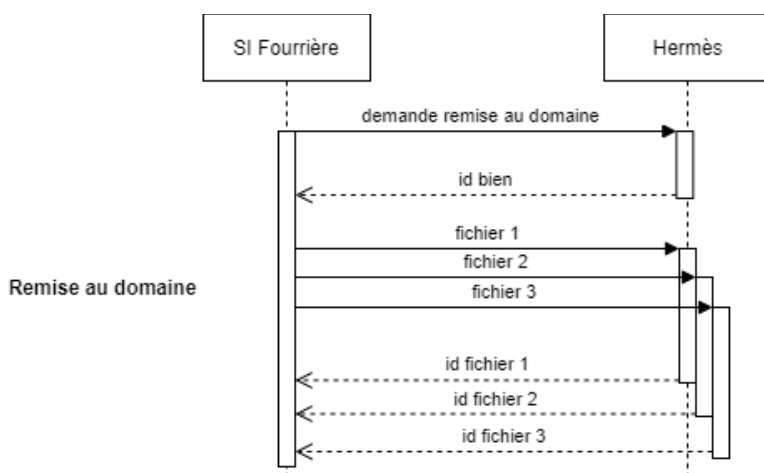 SI Fourrière
Hermès
demande remise au domaine
id bien
fichier 1
fichier 2
fichier 3
Remise au domaine
id fichier 1
id fichier 2
id fichier 3